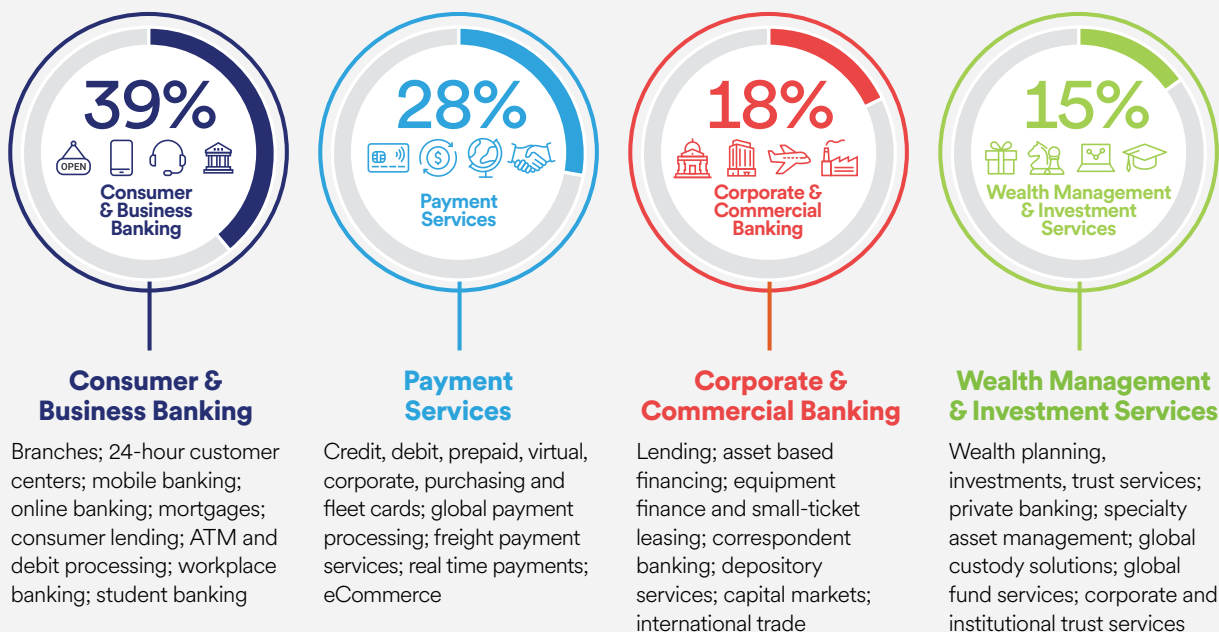 39%
OPEN
Consumer
& Business
Banking
28%
$
Payment
Services
18%
Corporate &
Commercial
Banking
15%
Wealth Management
& Investment
Services
Consumer &
Business Banking
Branches; 24-hour customer
centers; mobile banking;
online banking; mortgages;
consumer lending; ATM and
debit processing; workplace
banking; student banking
Payment
Services
Credit, debit, prepaid, virtual,
corporate, purchasing and
fleet cards; global payment
processing; freight payment
services; real time payments;
eCommerce
Corporate &
Commercial Banking
Lending; asset based
financing; equipment
finance and small-ticket
leasing; correspondent
banking; depository
services; capital markets;
international trade
Wealth Management
& Investment Services
Wealth planning,
investments, trust services;
private banking; specialty
asset management; global
custody solutions; global
fund services; corporate and
institutional trust services